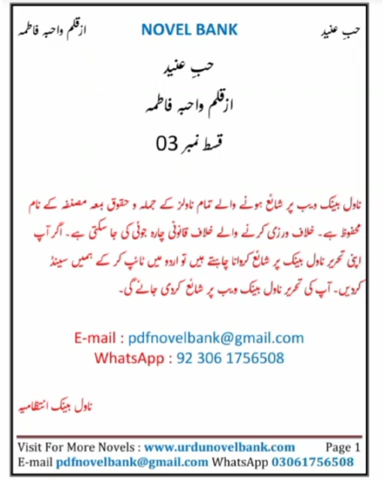 حبِ عنید NOVEL BANK ازقلم واحبہ فاطمہ
حبِ عنید
ازقلم واحبہ فاطمہ
قسط نمبر 03
ناول بینک ویب پر شائع ہونے والے تمام ناولز کے جملہ و حقوق بمعہ مصنفہ کے نام
محفوظ ہے۔ خلاف ورزی کرنے والے خلاف قانونی چارہ جوئی کی جا سکتی ہے۔ اگر آپ
اپنی تحریر ناول بینک پر شائع کروانا چاہتے ہیں تو اردو میں ٹائپ کر کے ہمیں سینڈ
کردیں۔ آپ کی تحریر ناول بینک ویب پر شائع کردی جائے گی۔
E-mail : pdfnovelbank@gmail.com
WhatsApp : 92 306 1756508
ناول بینک انتظامیہ
Visit For More Novels : www.urdunovelbank.com Page 1
E-mail pdfnovelbank@gmail.com WhatsApp 03061756508